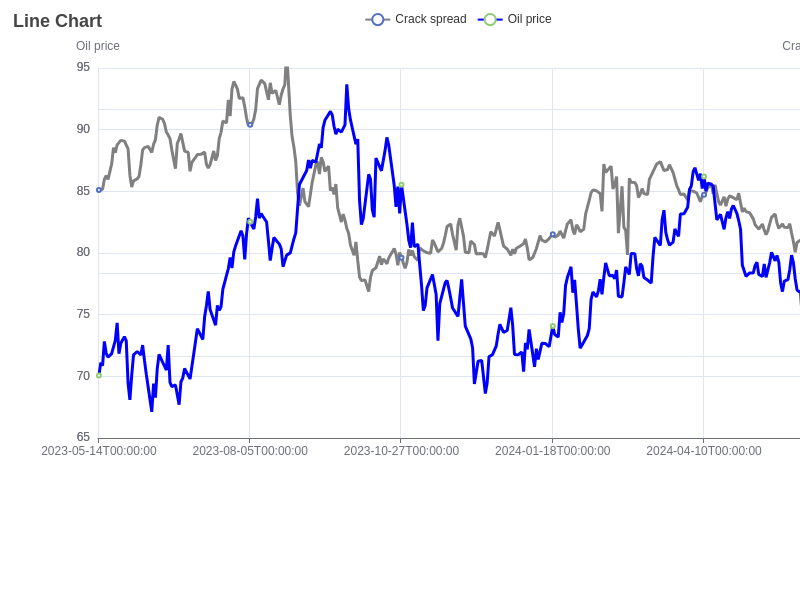 Line Chart
Crack spread
Oil price
Oil price
Cra
95
90
85
80
75
70
65
2023-05-14T00:00:00
2023-08-05T00:00:00
2023-10-27T00:00:00
2024-01-18T00:00:00
2024-04-10T00:00:00